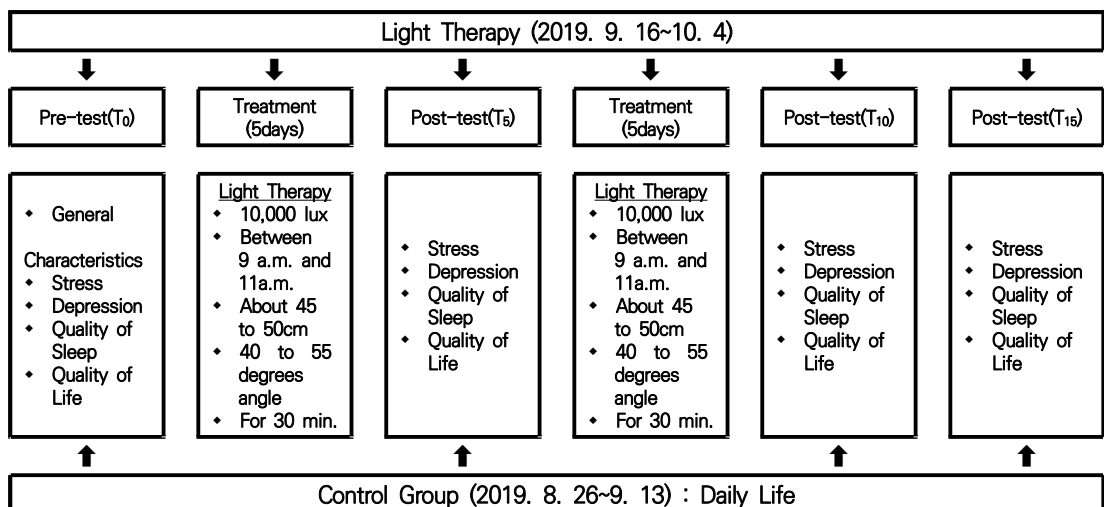 Light Therapy (2019. 9. 16~10. 4)
Pre-test(T0)
Treatment
(5days)
Post-test(T5)
Treatment
(5days)
Post-test(T10)
Post-test(T15)
◆ General
Characteristics
◆ Stress
◆ Depression
◆ Quality of
Sleep
◆ Quality of
Life
Light Therapy
◆ 10,000 lux
◆ Between
9 a.m. and
11a.m.
◆ About 45
to 50cm
◆ 40 to 55
degrees
angle
◆ For 30 min.
◆ Stress
◆ Depression
◆ Quality of
Sleep
◆ Quality of
Life
Light Therapy
◆ 10,000 lux
◆ Between
9 a.m. and
11a.m.
◆ About 45
to 50cm
◆ 40 to 55
degrees
angle
◆ For 30 min.
◆ Stress
◆ Depression
◆ Quality of
Sleep
◆ Quality of
Life
◆ Stress
◆ Depression
◆ Quality of
Sleep
◆ Quality of
Life
Control Group (2019. 8. 26~9. 13) : Daily Life